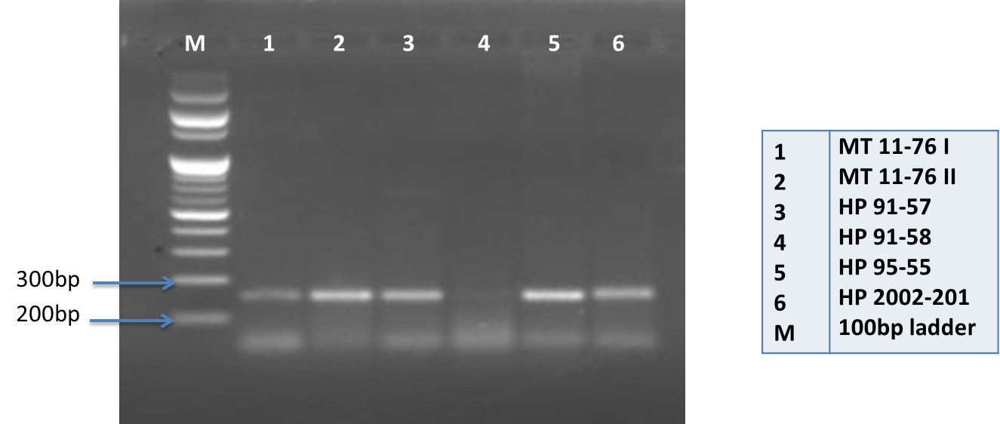 M 1 2 3 4 5 6
300bp
200bp
1 MT 11-76 I
2 MT 11-76 II
3 HP 91-57
4 HP 91-58
5 HP 95-55
6 HP 2002-201
M 100bp ladder